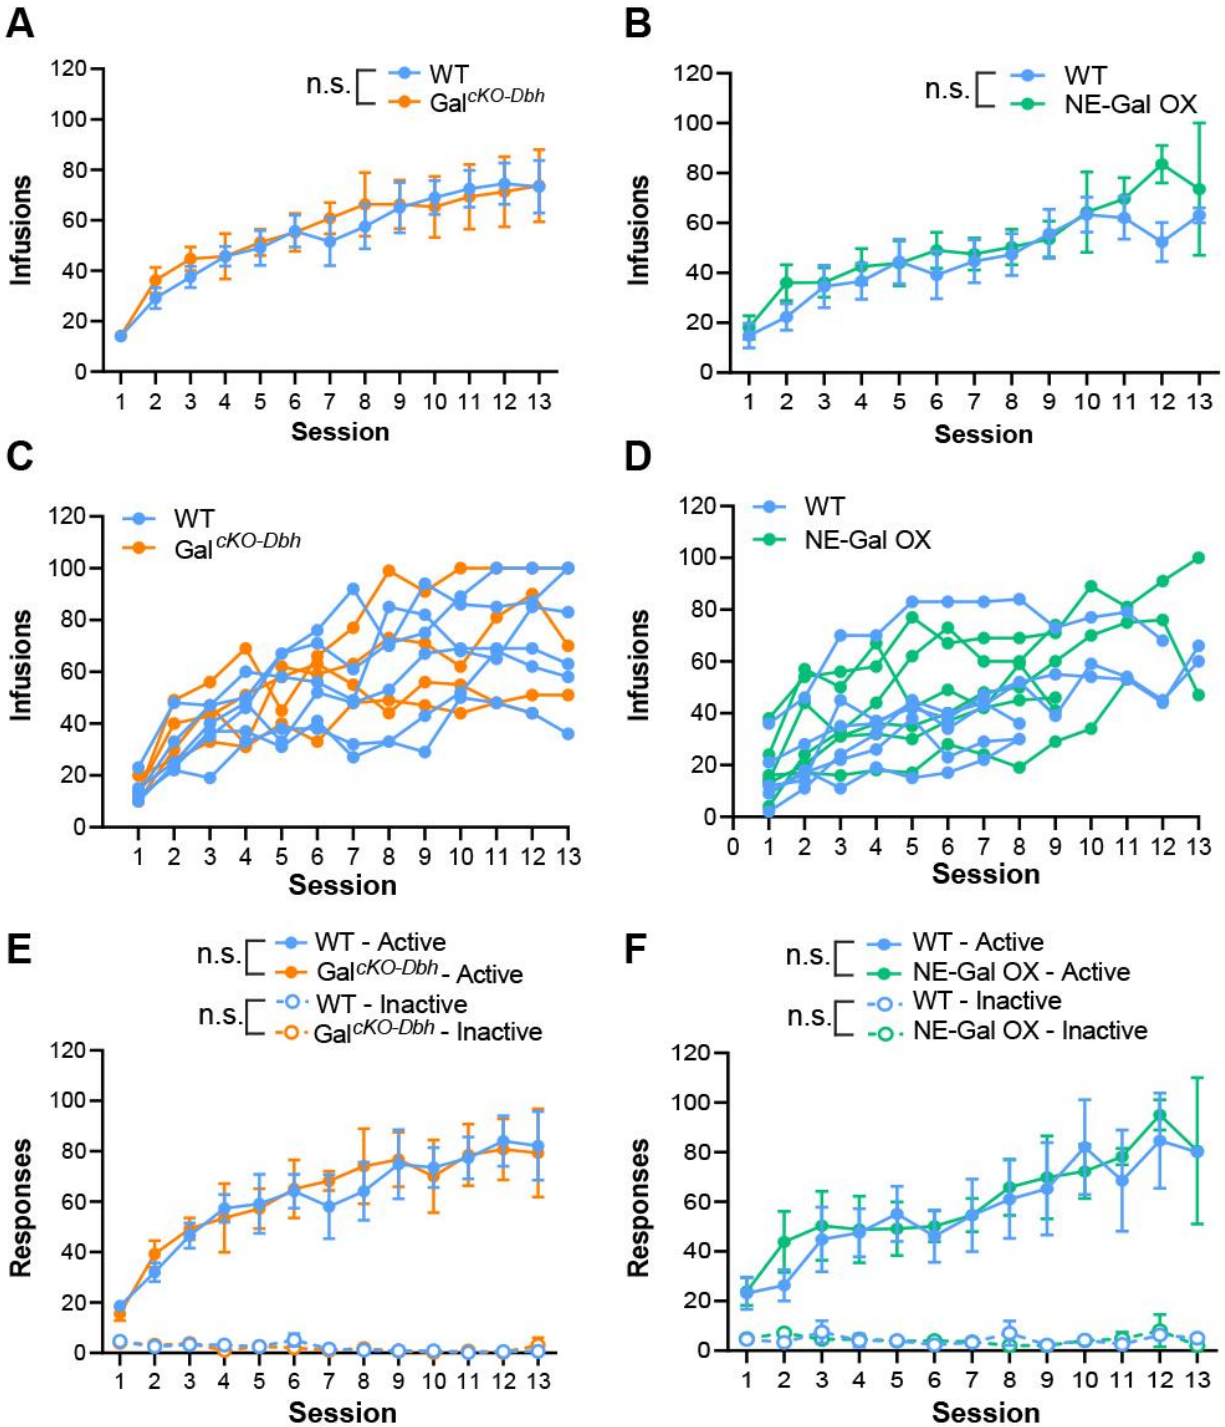 A
120
100
80
60
40
20
0
Infusions
n.s.
WT
Gal^cKO-Dbh
1 2 3 4 5 6 7 8 9 10 11 12 13
Session
B
120
100
80
60
40
20
0
Infusions
n.s.
WT
NE-Gal OX
1 2 3 4 5 6 7 8 9 10 11 12 13
Session
C
120
100
80
60
40
20
0
Infusions
WT
Gal^cKO-Dbh
1 2 3 4 5 6 7 8 9 10 11 12 13
Session
D
120
100
80
60
40
20
0
Infusions
WT
NE-Gal OX
0 1 2 3 4 5 6 7 8 9 10 11 12 13
Session
E
n.s.
WT - Active
Gal^cKO-Dbh - Active
n.s.
WT - Inactive
Gal^cKO-Dbh - Inactive
120
100
80
60
40
20
0
Responses
1 2 3 4 5 6 7 8 9 10 11 12 13
Session
F
n.s.
WT - Active
NE-Gal OX - Active
n.s.
WT - Inactive
NE-Gal OX - Inactive
120
100
80
60
40
20
0
Responses
1 2 3 4 5 6 7 8 9 10 11 12 13
Session